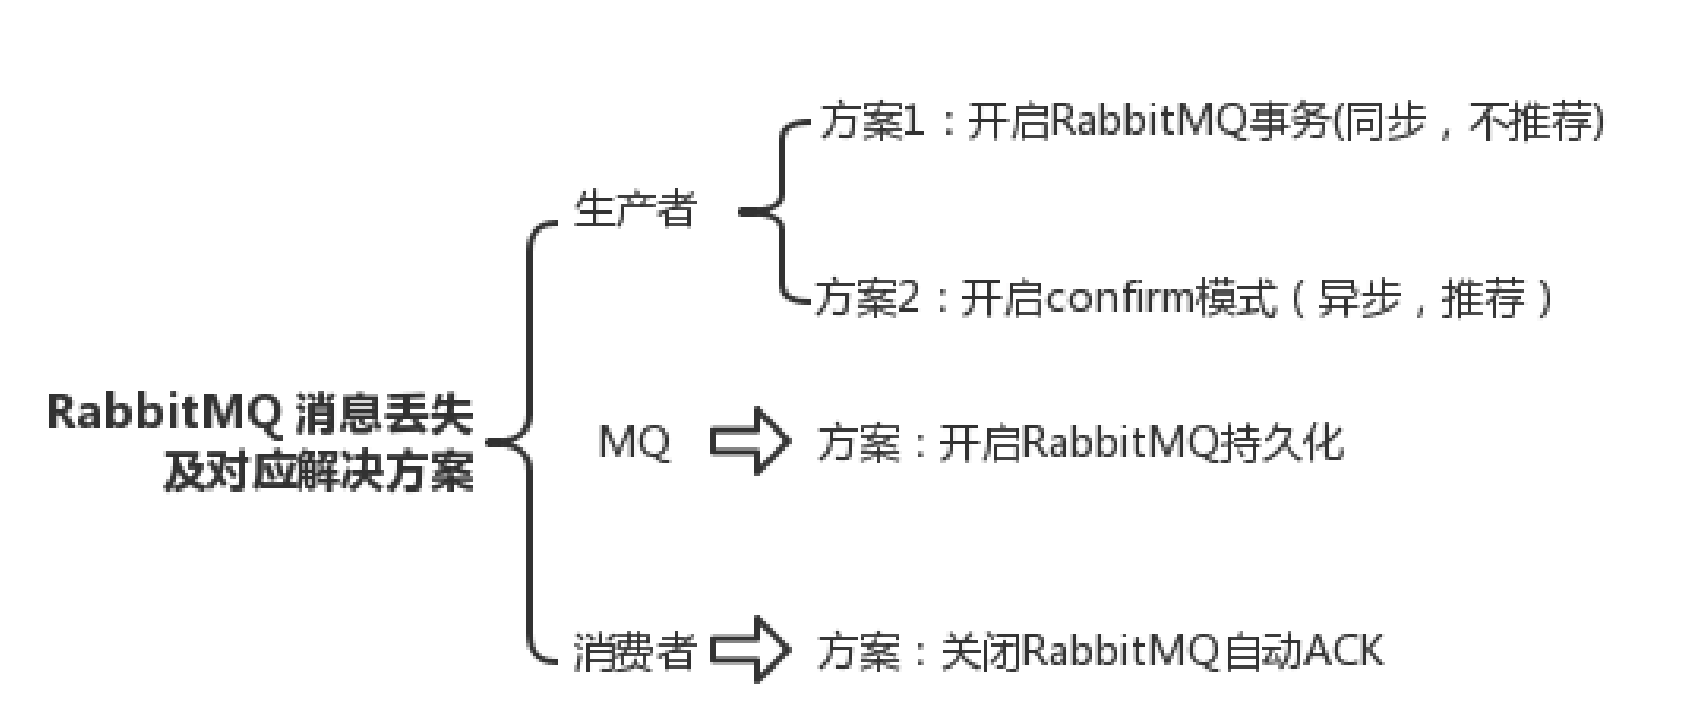 RabbitMQ 消息丢失
及对应解决方案
生产者
方案1：开启RabbitMQ事务(同步，不推荐)
方案2：开启confirm模式（异步，推荐）
MQ
方案：开启RabbitMQ持久化
消费者
方案：关闭RabbitMQ自动ACK